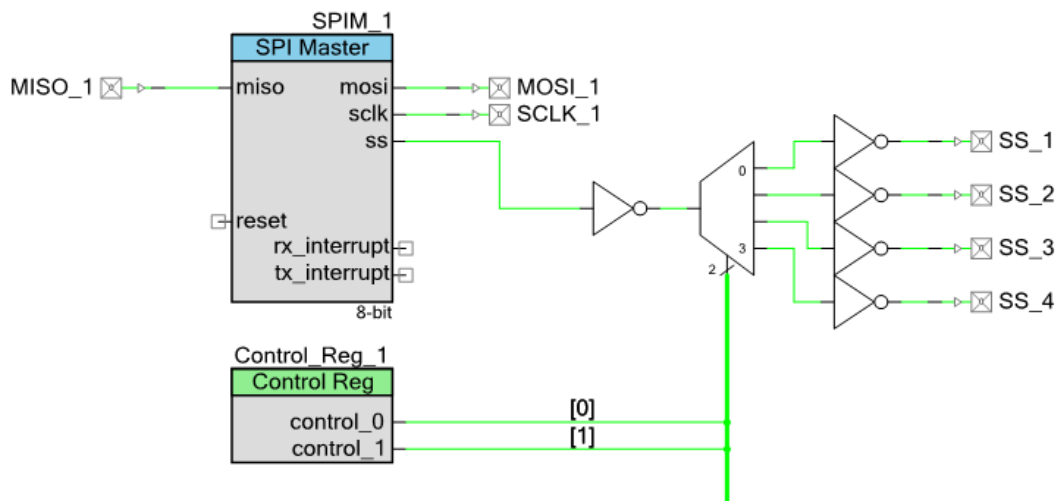 SPIM_1
SPI Master
MISO_1
miso
mosi
MOSI_1
sclk
SCLK_1
ss
reset
rx_interrupt
tx_interrupt
8-bit
0
3
2
SS_1
SS_2
SS_3
SS_4
Control_Reg_1
Control Reg
control_0
[0]
control_1
[1]